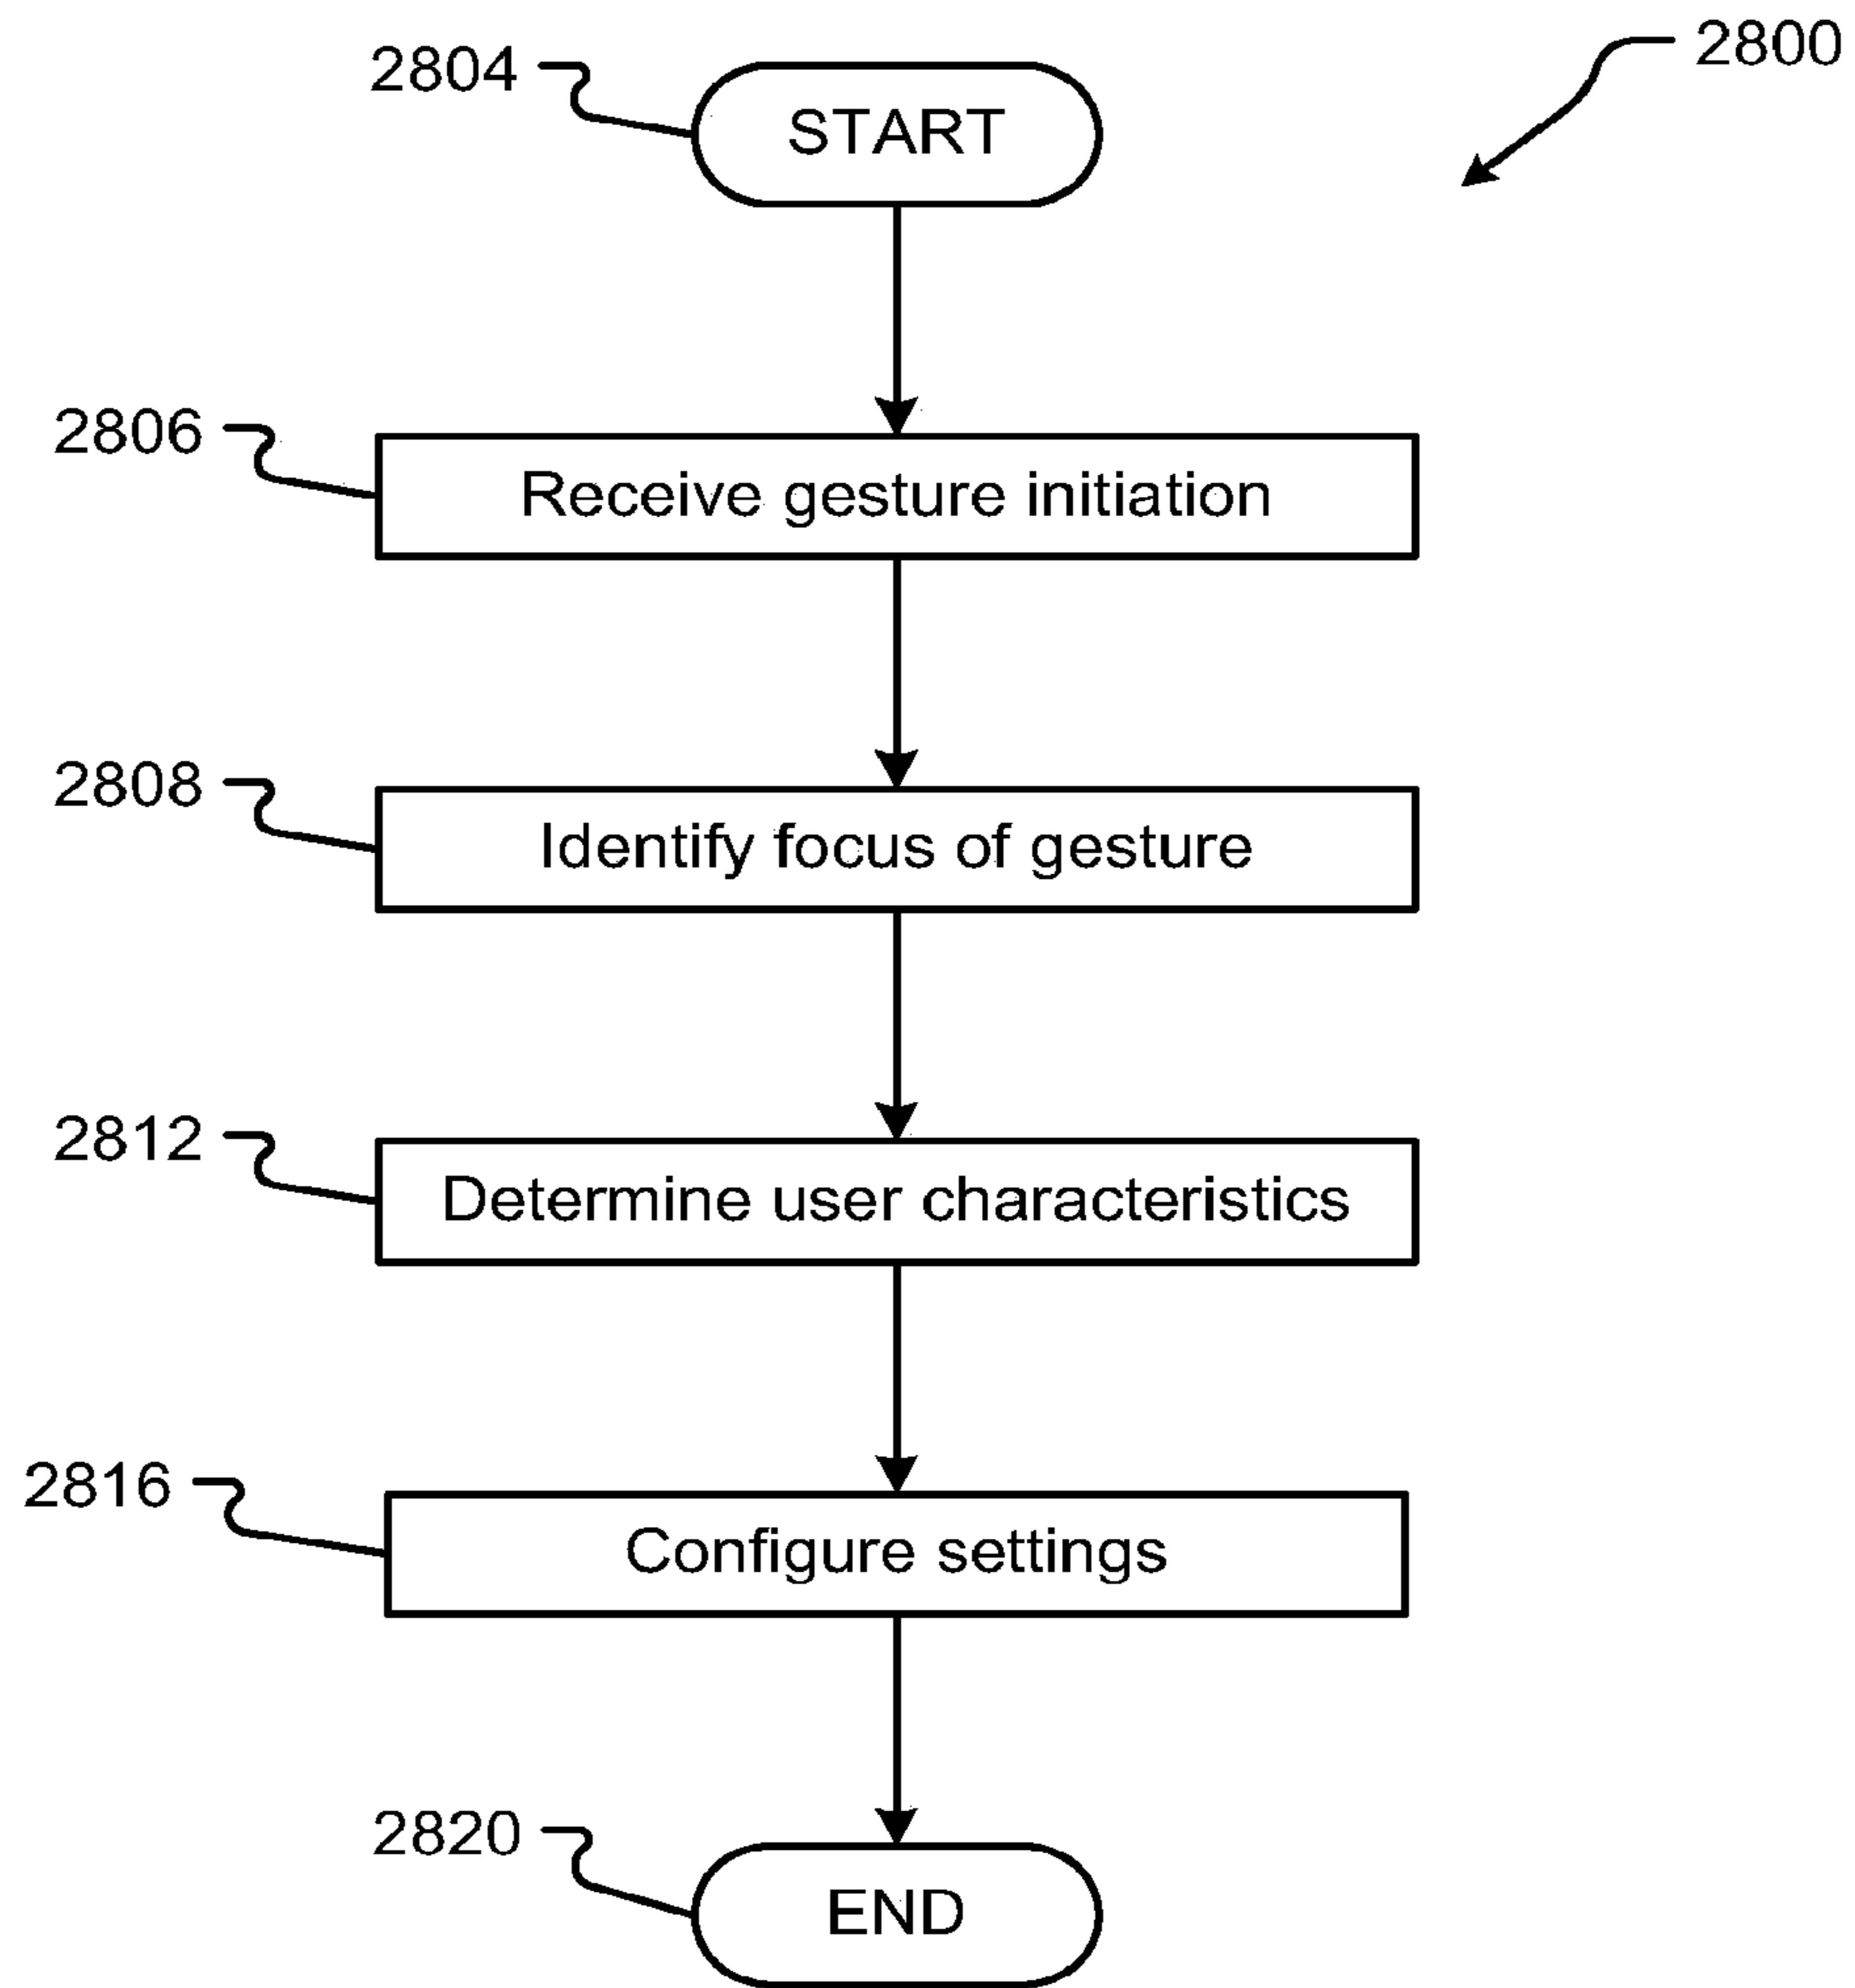 2800
2804
START
2806
Receive gesture initiation
2808
Identify focus of gesture
2812
Determine user characteristics
2816
Configure settings
2820
END